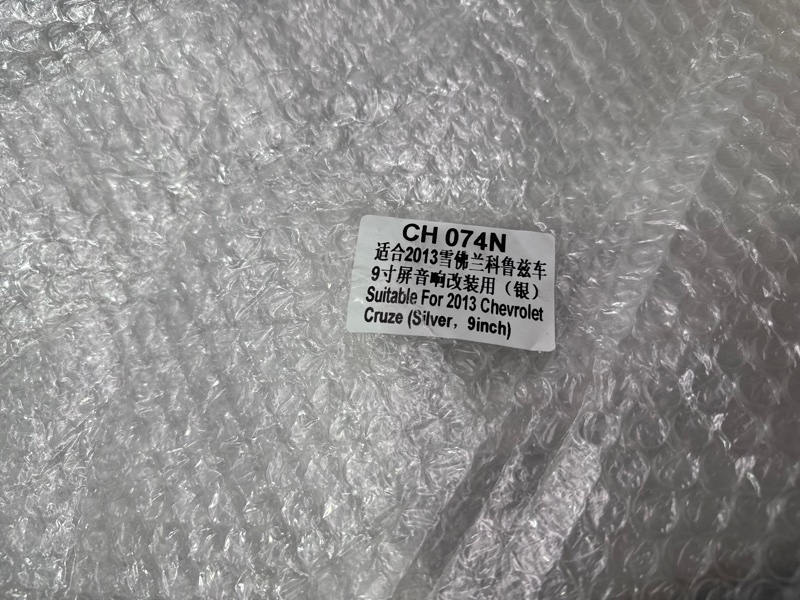 CH 074N
适合2013雪佛兰科鲁兹车
9寸屏音响改装用（银）
Suitable For 2013 Chevrolet
Cruze (Silver，9inch)